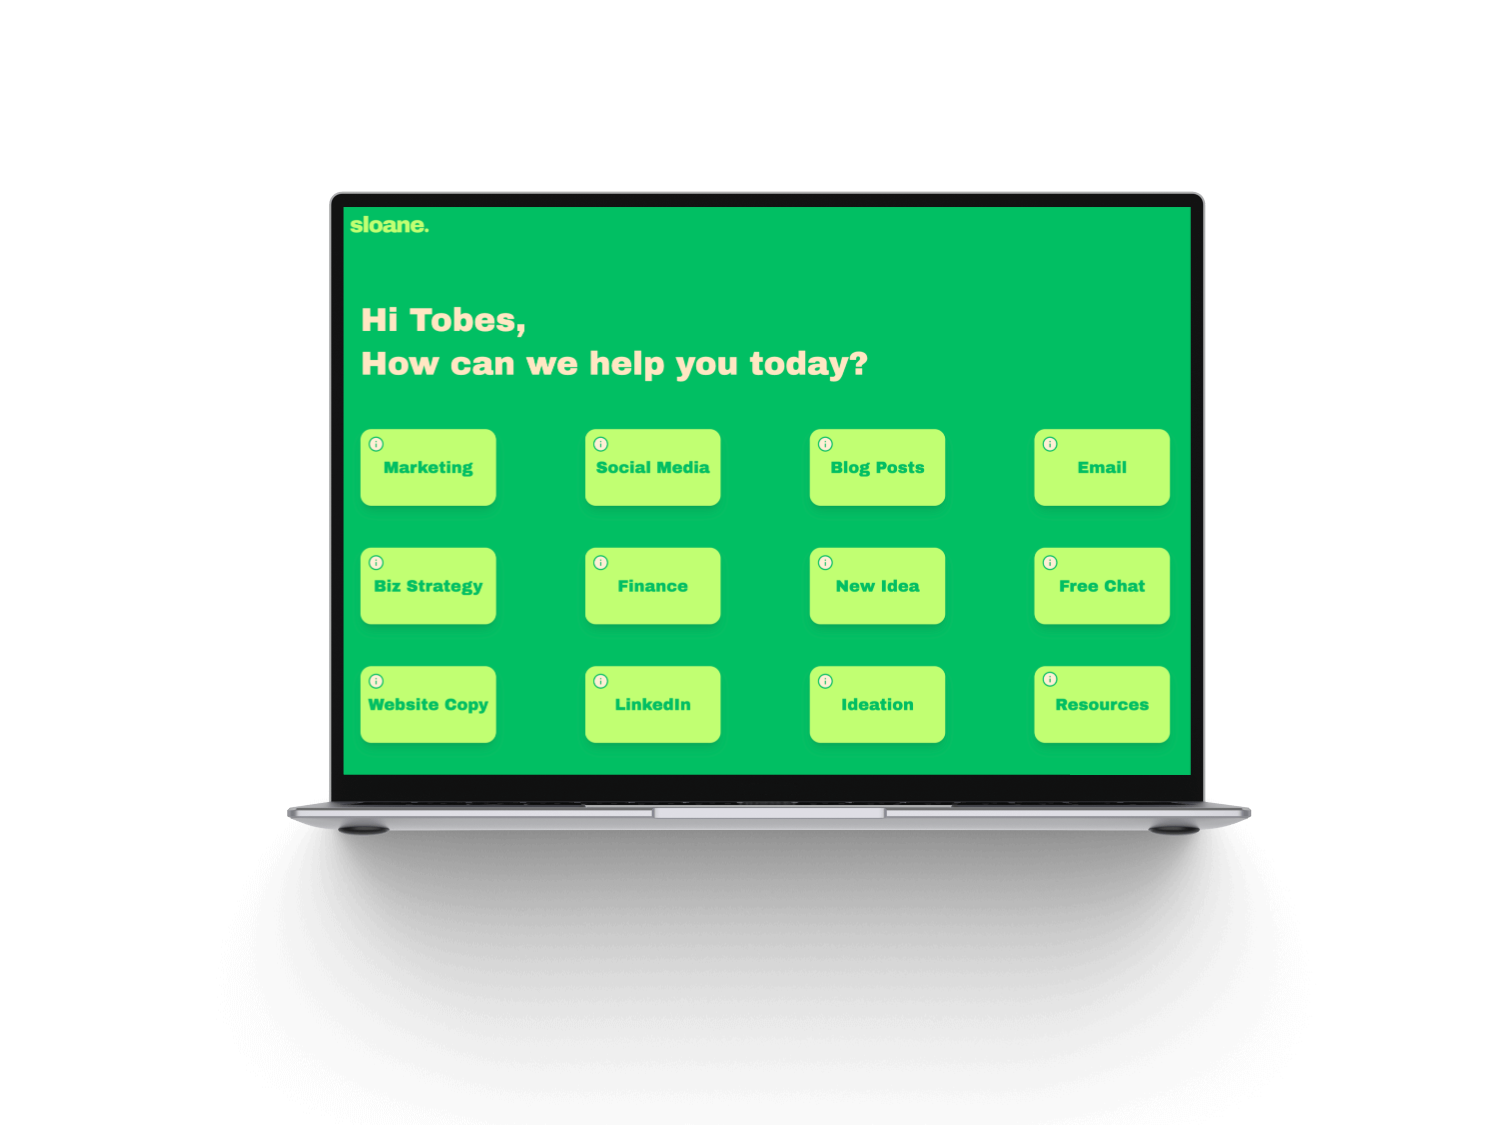 sloane.
Hi Tobes,
How can we help you today?
Marketing
Social Media
Blog Posts
Email
Biz Strategy
Finance
New Idea
Free Chat
Website Copy
LinkedIn
Ideation
Resources